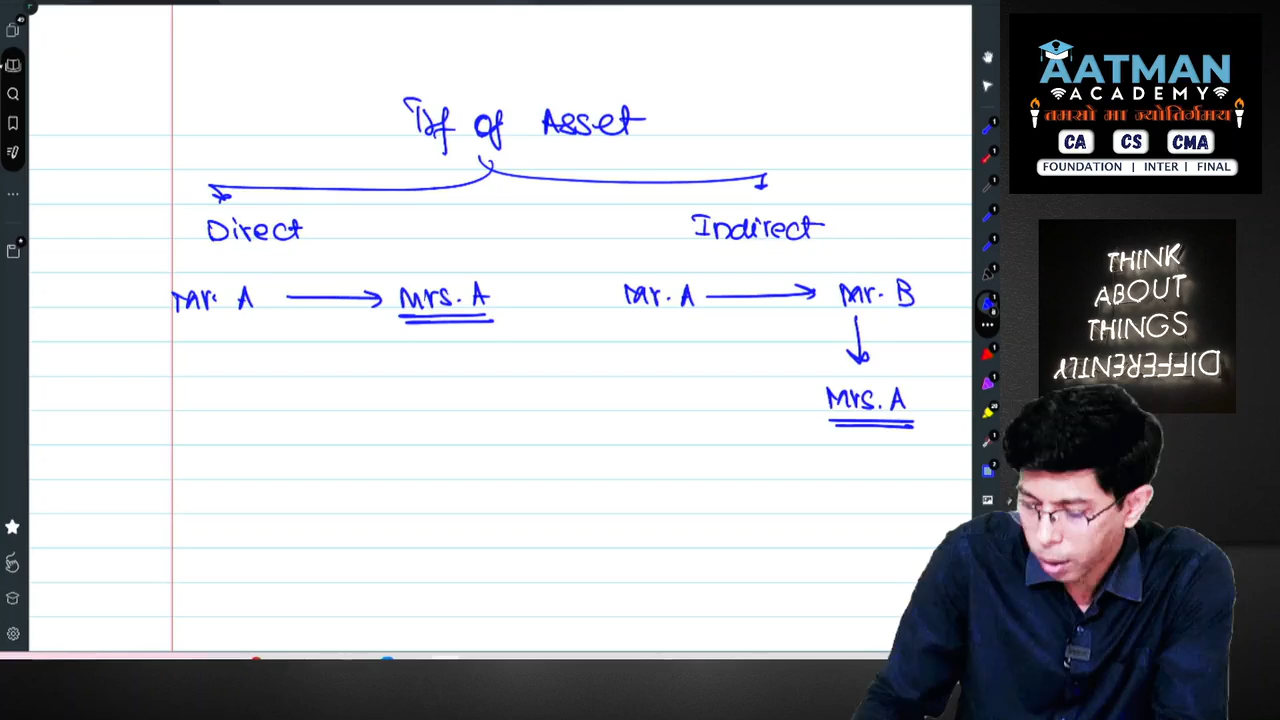 Trf of Asset
Direct
Indirect
Mr. A → Mrs. A
Mr. A → Mr. B
↓
Mrs. A
AATMAN
ACADEMY
तमसो मा ज्योतिर्गमय
CA CS CMA
FOUNDATION | INTER | FINAL
THINK
ABOUT
THINGS
DIFFERENTLY